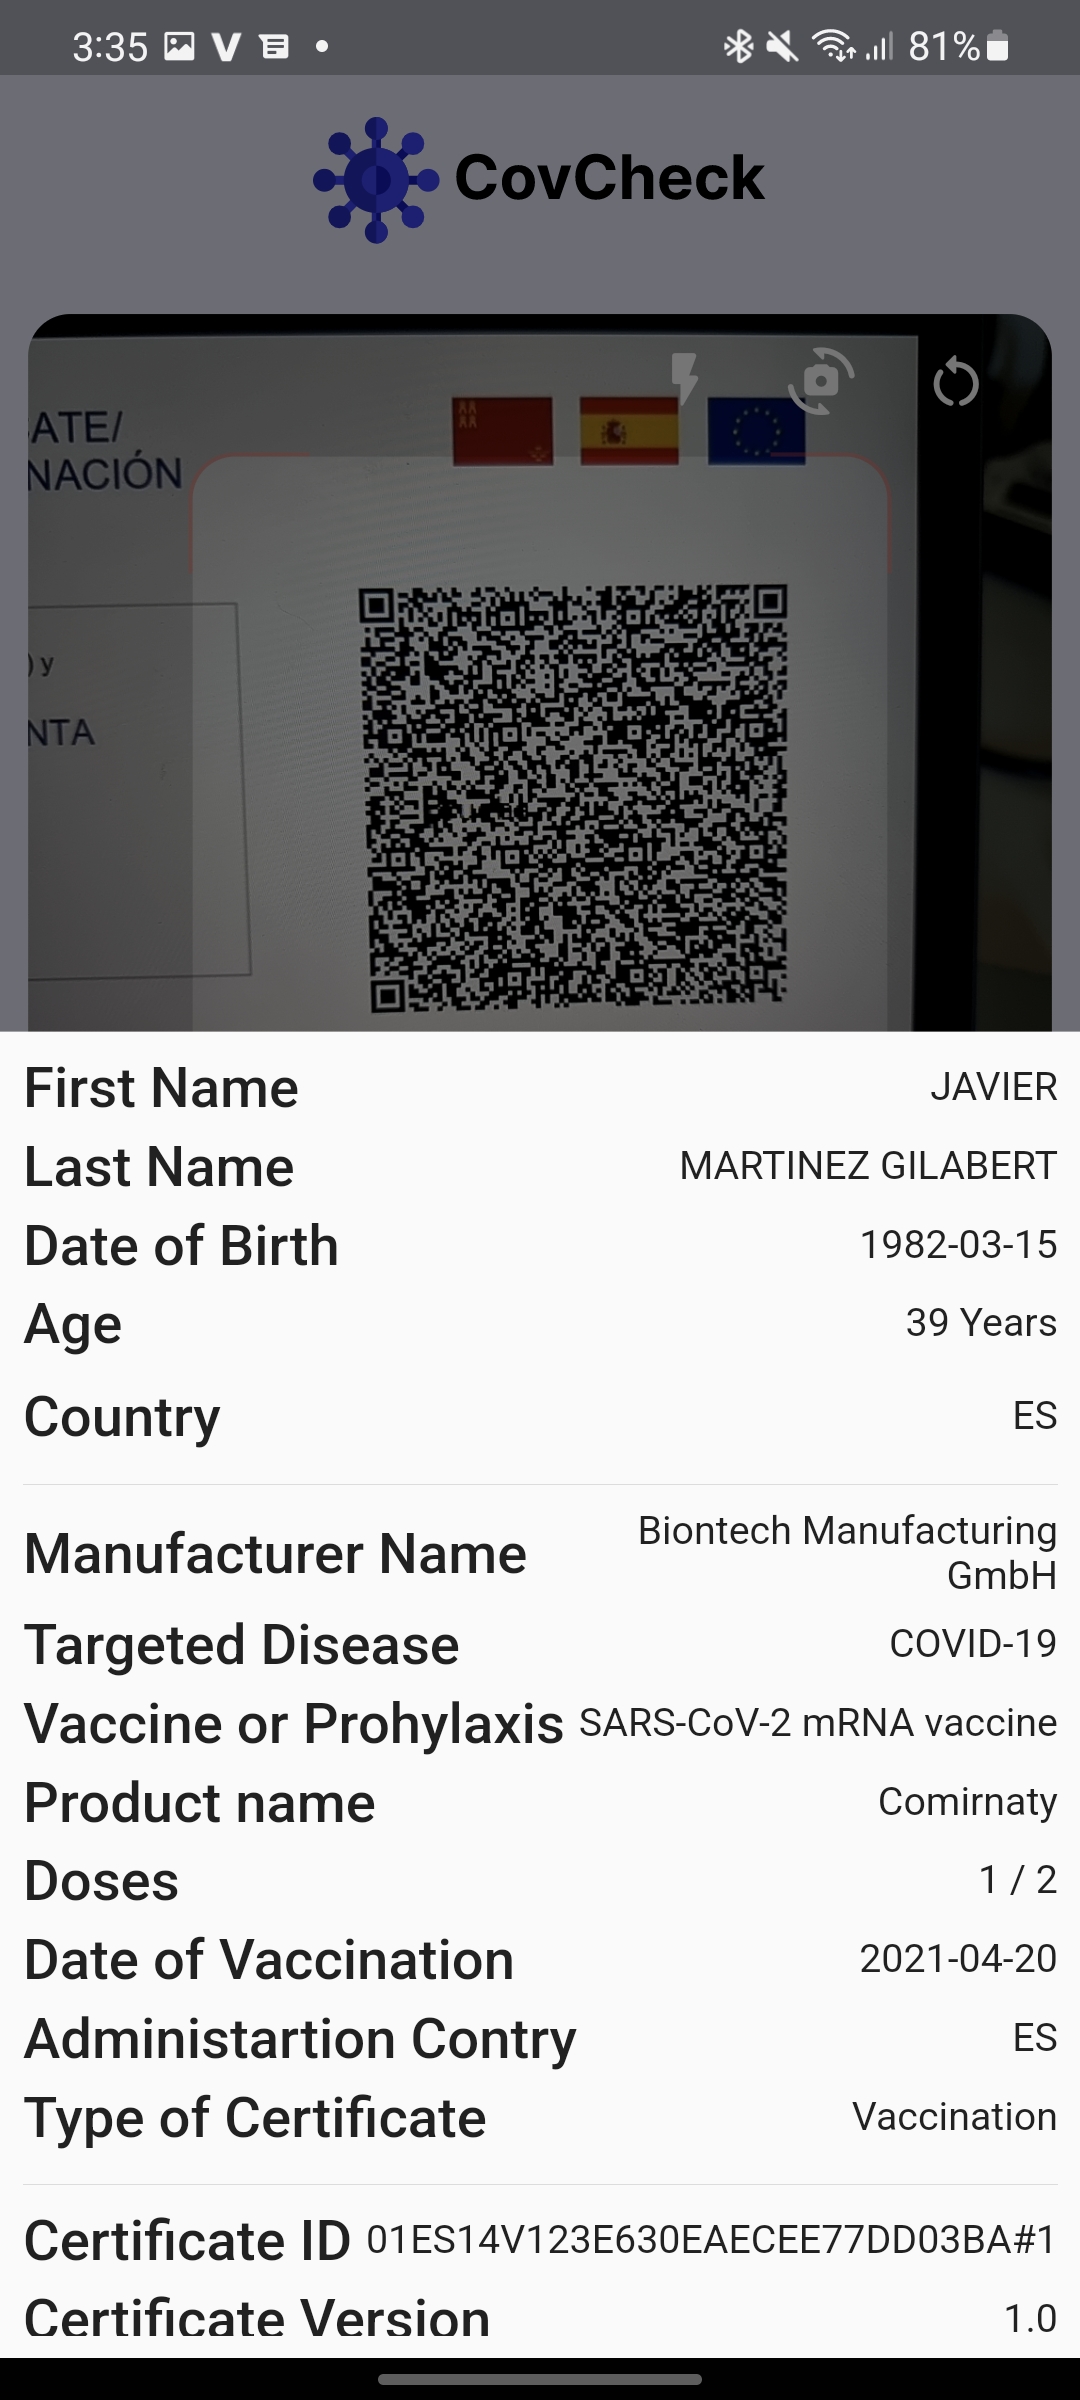 3:35
81%
CovCheck
ATE/
NACIÓN
) y
NTA
First Name JAVIER
Last Name MARTINEZ GILABERT
Date of Birth 1982-03-15
Age 39 Years
Country ES
Manufacturer Name Biontech Manufacturing
GmbH
Targeted Disease COVID-19
Vaccine or Prohylaxis SARS-CoV-2 mRNA vaccine
Product name Comirnaty
Doses 1 / 2
Date of Vaccination 2021-04-20
Administartion Contry ES
Type of Certificate Vaccination
Certificate ID 01ES14V123E630EAECEE77DD03BA#1
Certificate Version 1.0